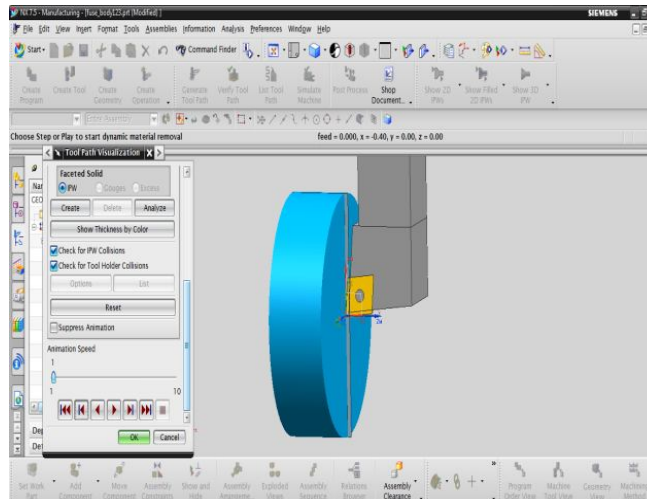 NX 7.5 - Manufacturing - [fuse_body123.prt (Modified) ]
SIEMENS
File Edit View Insert Format Tools Assemblies Information Analysis Preferences Window Help
Start
Command Finder
Create Program
Create Tool
Create Geometry
Create Operation
Generate Tool Path
Verify Tool Path
List Tool Path
Simulate Machine
Post Process
Shop Document...
Show 2D IPWs
Show Filled 2D IPWs
Show 3D IPW
Entire Assembly
Choose Step or Play to start dynamic material removal
feed = 0.000, x = -0.40, y = 0.00, z = 0.00
Tool Path Visualization X
Faceted Solid
IPW Gouges Excess
Create Delete Analyze
Show Thickness by Color
Check for IPW Collisions
Check for Tool Holder Collisions
Options List
Reset
Suppress Animation
Animation Speed
1
1 10
OK Cancel
Nar
GEO
Dep
Det
Set Work Part
Add Component
Move Component
Assembly Constraints
Show and Hide
Assembly
Exploded Views
Assembly Sequence
Relations Browser
Assembly Clearance
Program Order View
Machine Tool View
Geometry View
Machining